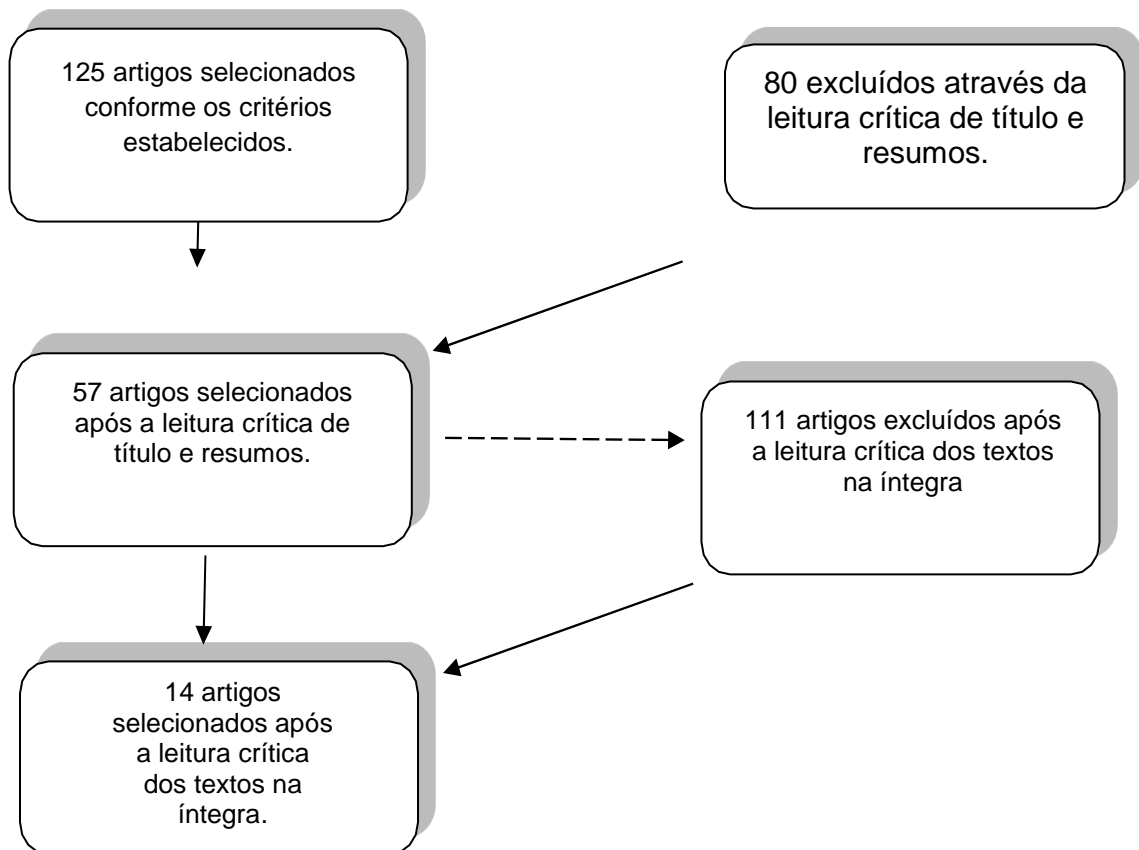 125 artigos selecionados
conforme os critérios
estabelecidos.
80 excluídos através da
leitura crítica de título e
resumos.
57 artigos selecionados
após a leitura crítica de
título e resumos.
111 artigos excluídos após
a leitura crítica dos textos
na íntegra
14 artigos
selecionados após
a leitura crítica
dos textos na
íntegra.